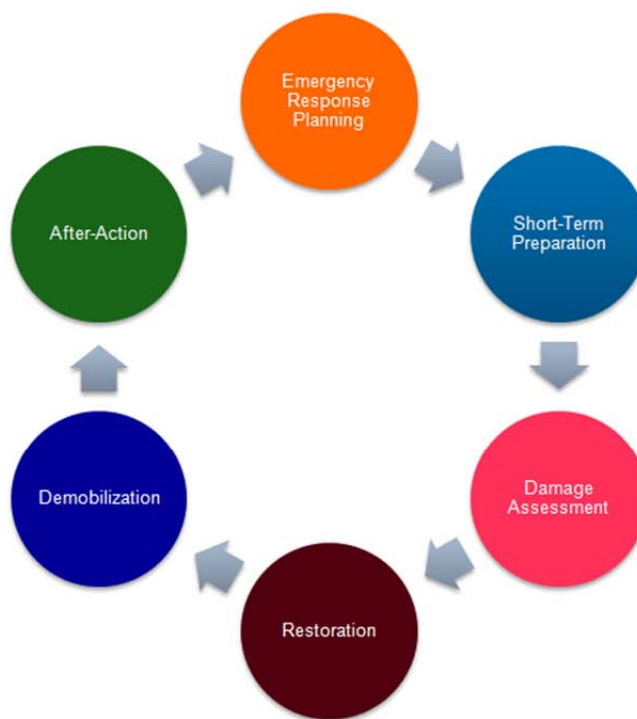 Emergency
Response
Planning
Short-Term
Preparation
Damage
Assessment
Restoration
Demobilization
After-Action